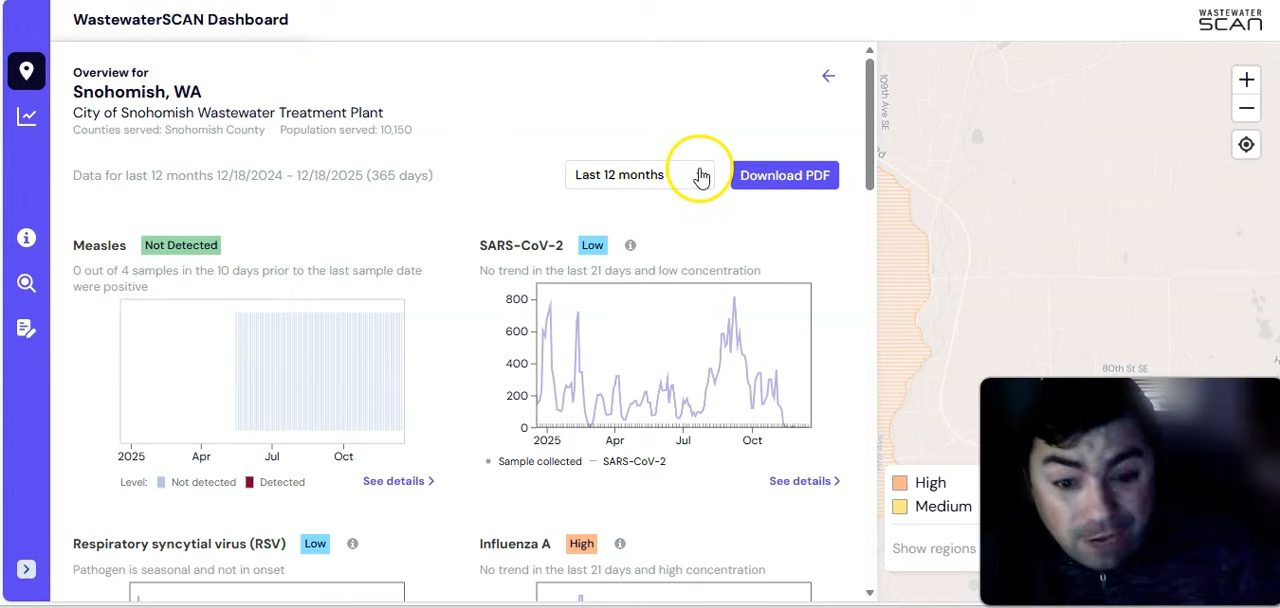 WastewaterSCAN Dashboard
WASTEWATER
SCAN
Overview for
Snohomish, WA
City of Snohomish Wastewater Treatment Plant
Counties served: Snohomish County Population served: 10,150
Data for last 12 months 12/18/2024 - 12/18/2025 (365 days)
Last 12 months
Download PDF
Measles Not Detected
0 out of 4 samples in the 10 days prior to the last sample date
were positive
2025 Apr Jul Oct
Level: Not detected Detected
See details
SARS-CoV-2 Low
No trend in the last 21 days and low concentration
800
600
400
200
0
2025 Apr Jul Oct
Sample collected SARS-CoV-2
See details
Respiratory syncytial virus (RSV) Low
Pathogen is seasonal and not in onset
Influenza A High
No trend in the last 21 days and high concentration
109th Ave SE
80th St SE
High
Medium
Show regions